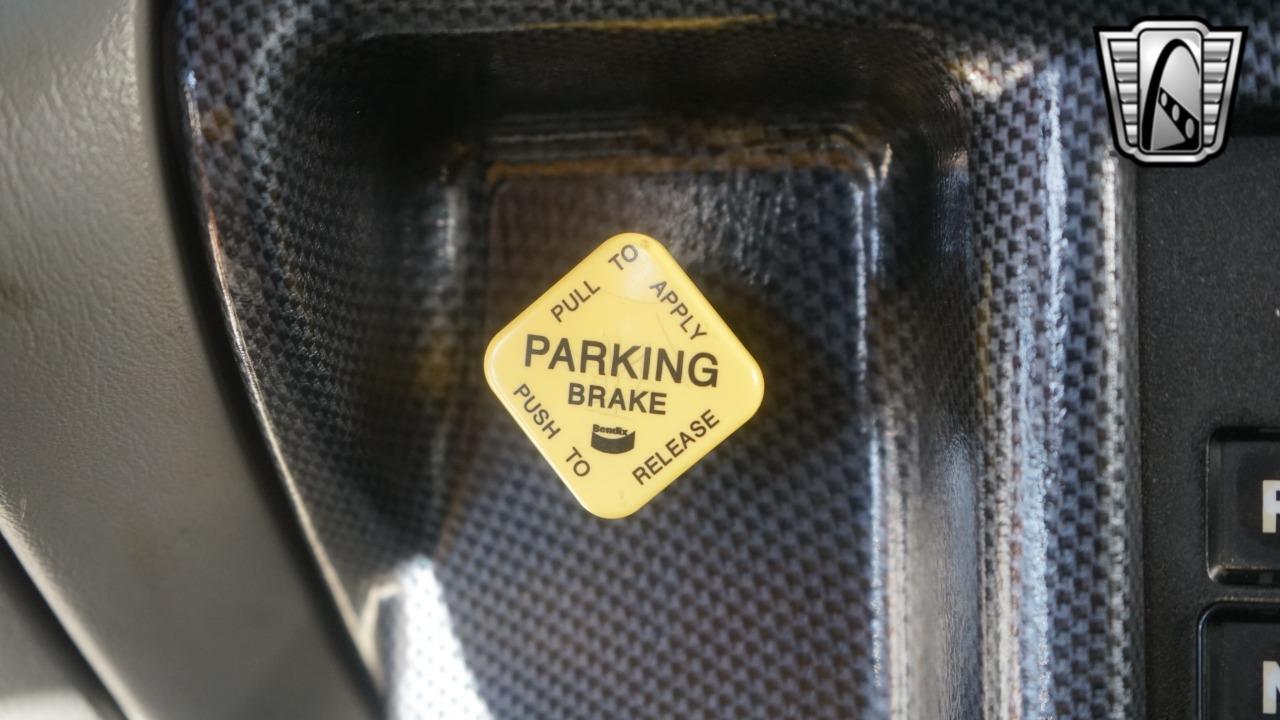 PULL TO APPLY
PARKING
BRAKE
Bendix
PUSH TO RELEASE